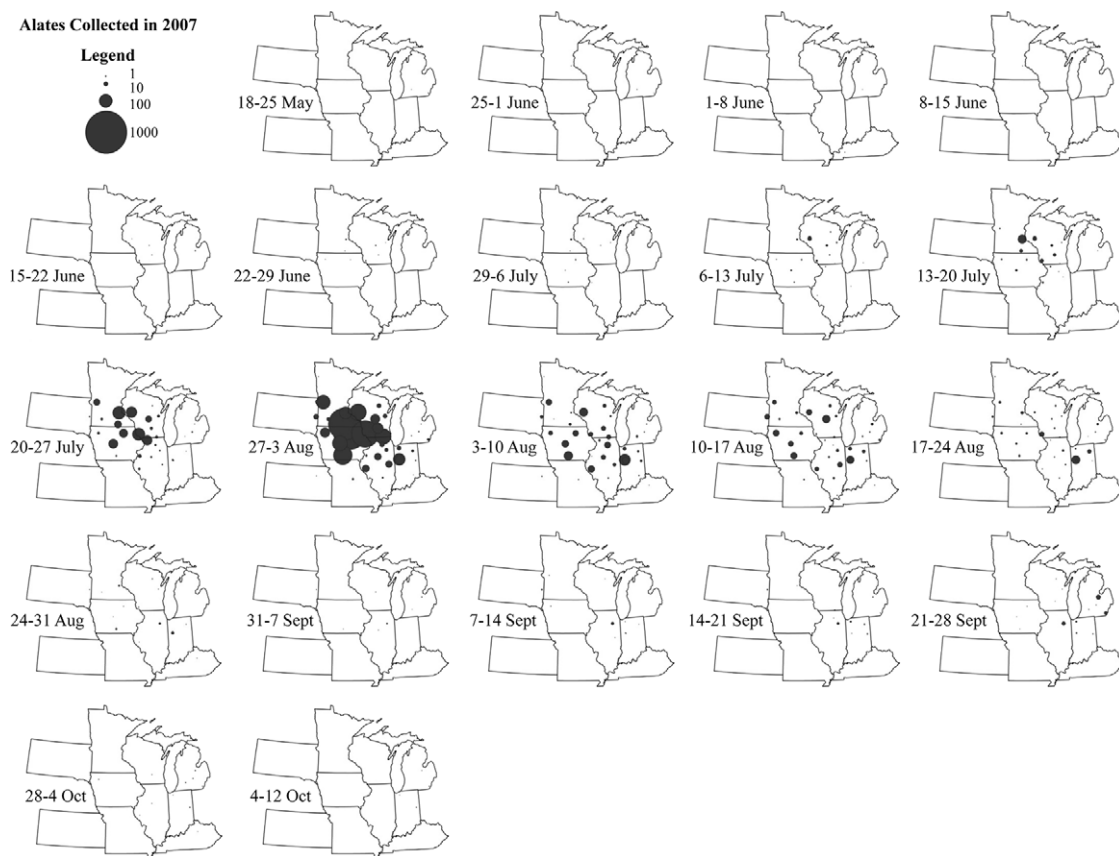 Alates Collected in 2007
Legend
1
10
100
1000
18-25 May
25-1 June
1-8 June
8-15 June
15-22 June
22-29 June
29-6 July
6-13 July
13-20 July
20-27 July
27-3 Aug
3-10 Aug
10-17 Aug
17-24 Aug
24-31 Aug
31-7 Sept
7-14 Sept
14-21 Sept
21-28 Sept
28-4 Oct
4-12 Oct